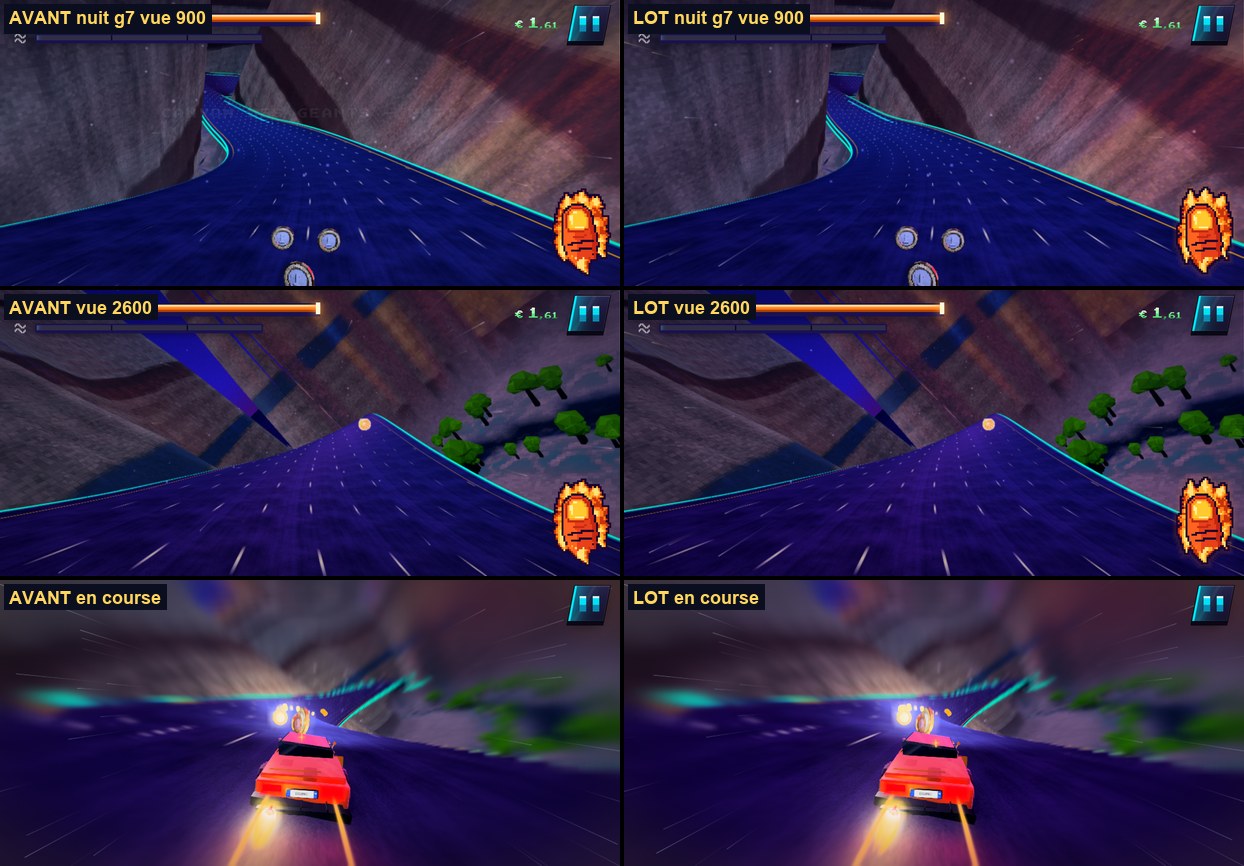 AVANT nuit g7 vue 900
€ 1,61
LOT nuit g7 vue 900
€ 1,61
AVANT vue 2600
€ 1,61
LOT vue 2600
€ 1,61
AVANT en course
LOT en course